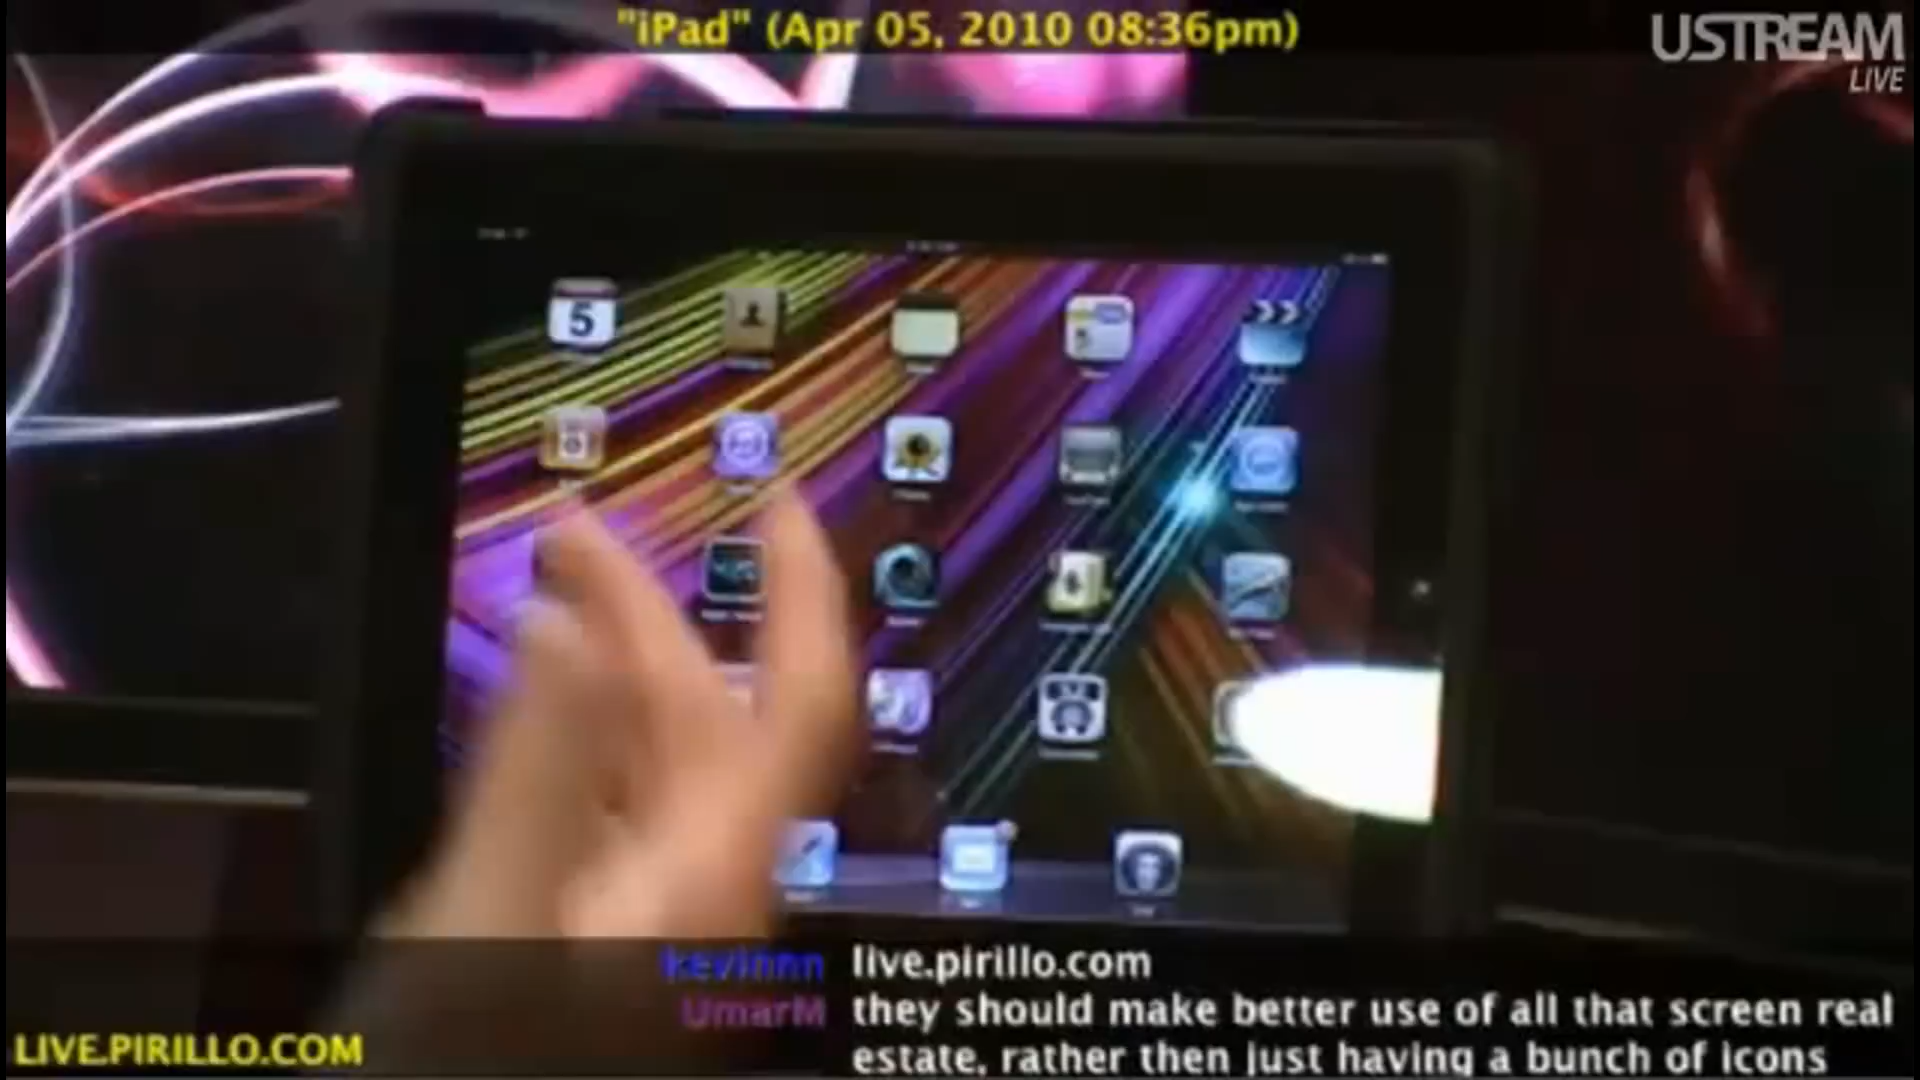 "iPad" (Apr 05, 2010 08:36pm)
USTREAM
LIVE
5
kevinnn live.pirillo.com
UmarM they should make better use of all that screen real
estate, rather then just having a bunch of icons
LIVE.PIRILLO.COM